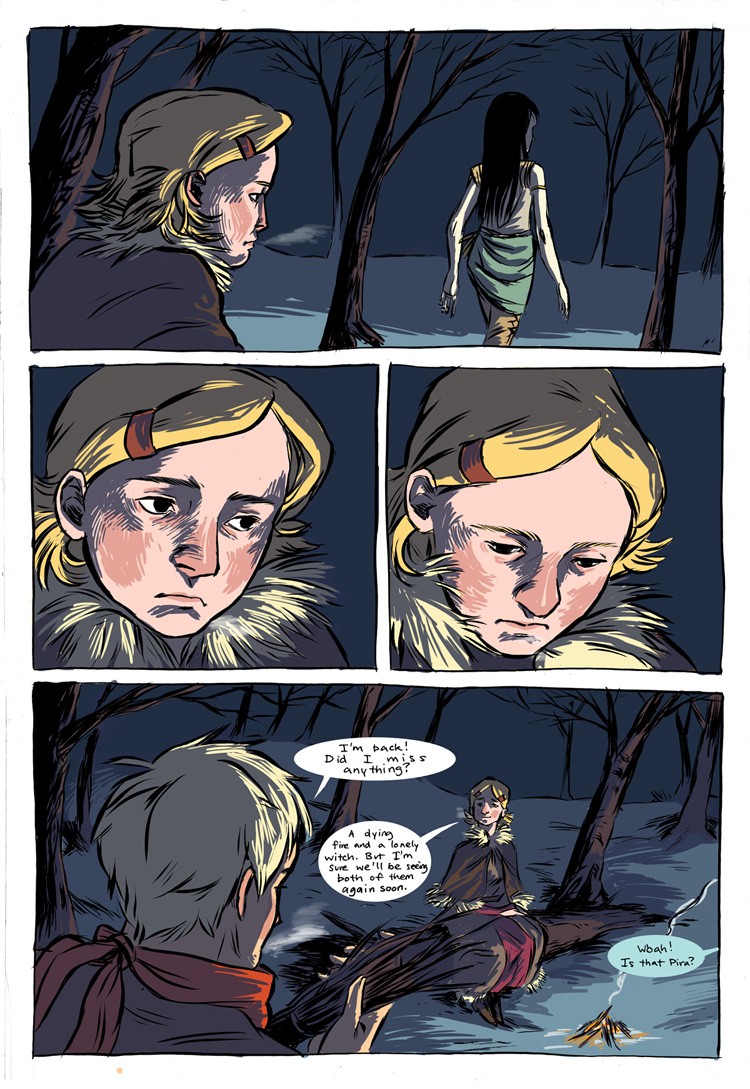 I'm back!
Did I miss
anything?
A dying
fire and a lonely
witch. But I'm
sure we'll be seeing
both of them
again soon.
Woah!
Is that Pira?